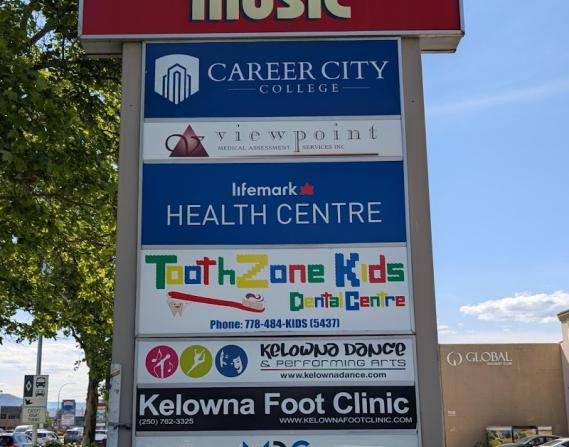 MUSIC
CAREER CITY
COLLEGE
viewpoint
MEDICAL ASSESSMENT SERVICES INC
lifemark
HEALTH CENTRE
ToothZone Kids
Dental Centre
Phone: 778-484-KIDS (5437)
KELOWNA DANCE
& PERFORMING ARTS
www.kelownadance.com
Kelowna Foot Clinic
(250) 762-3325
WWW.KELOWNAFOOTCLINIC.COM
GLOBAL